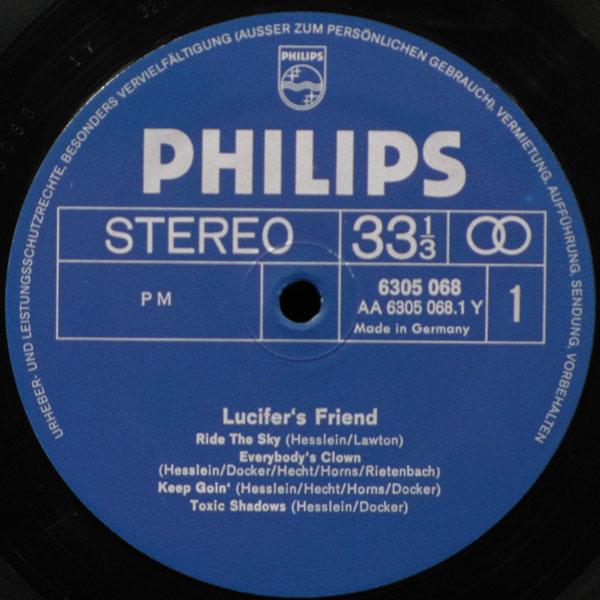 URHEBER- UND LEISTUNGSSCHUTZRECHTE, BESONDERS VERVIELFÄLTIGUNG (AUSSER ZUM PERSÖNLICHEN GEBRAUCH), VERMIETUNG, AUFFÜHRUNG, SENDUNG, VORBEHALTEN
PHILIPS
PHILIPS
STEREO 33 1/3
PM 6305 068 1
AA 6305 068.1 Y
Made in Germany
Lucifer's Friend
Ride The Sky (Hesslein/Lawton)
Everybody's Clown
(Hesslein/Docker/Hecht/Horns/Rietenbach)
Keep Goin' (Hesslein/Hecht/Horns/Docker)
Toxic Shadows (Hesslein/Docker)